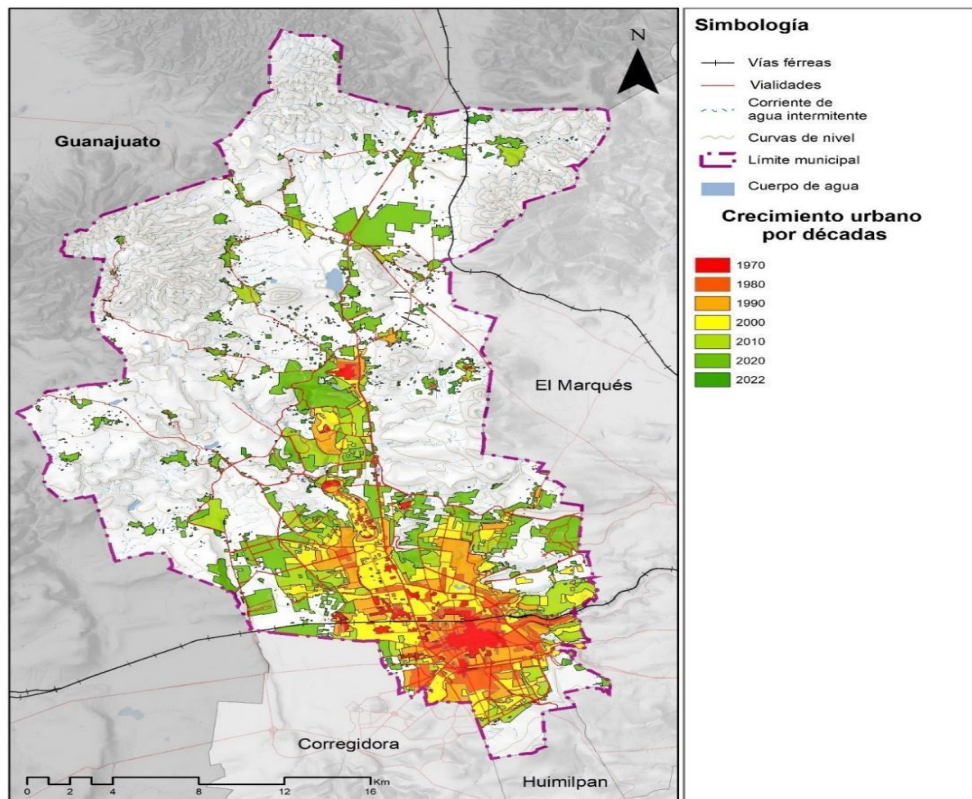 N
Guanajuato
El Marqués
Corregidora
Huimilpan
0 2 4 8 12 16
Km
Simbología
Vías férreas
Vialidades
Corriente de
agua intermitente
Curvas de nivel
Límite municipal
Cuerpo de agua
Crecimiento urbano
por décadas
1970
1980
1990
2000
2010
2020
2022